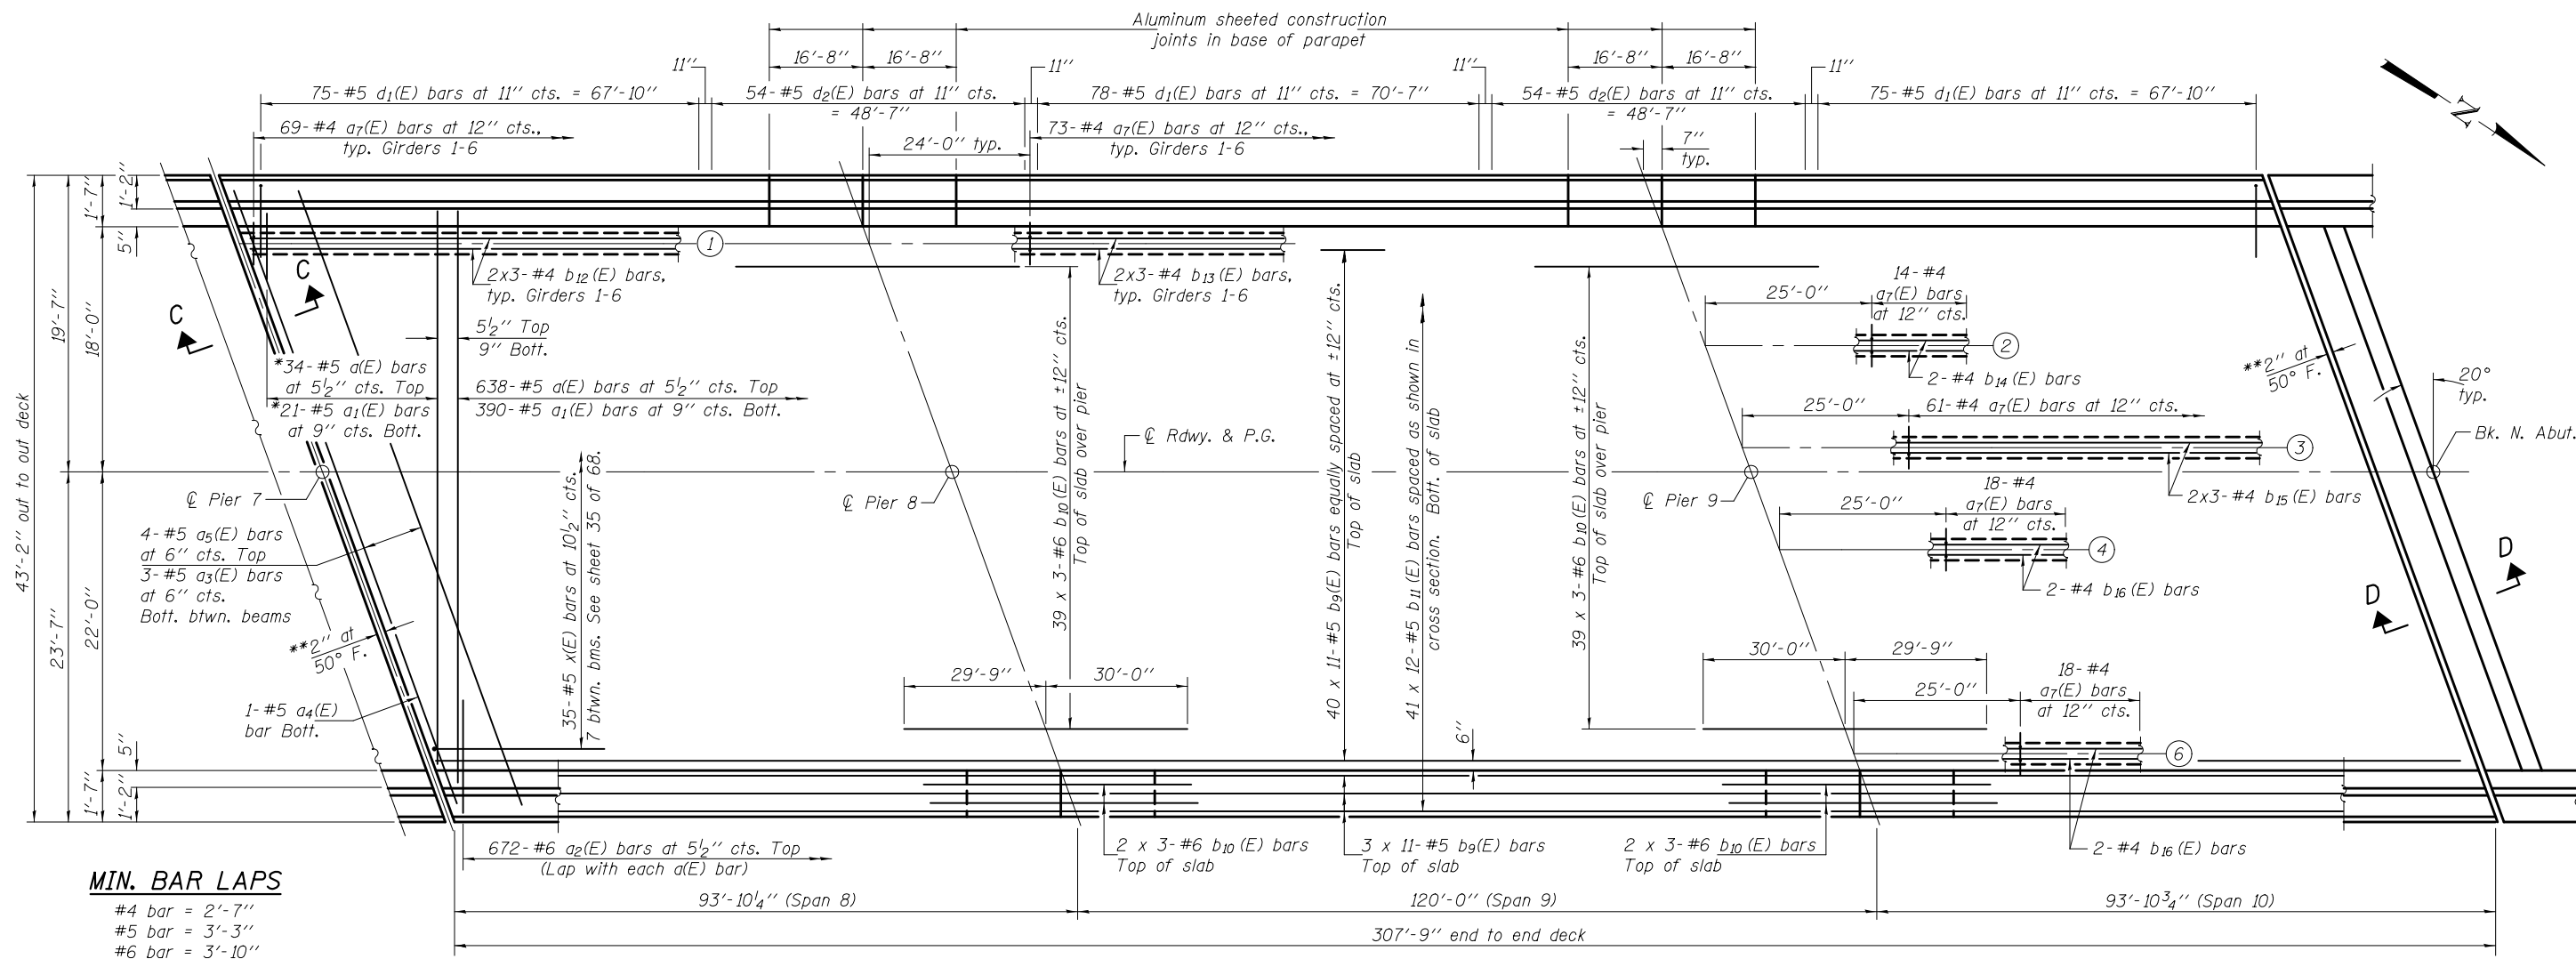 Aluminum sheeted construction
joints in base of parapet
16'-8''
16'-8''
16'-8''
16'-8''
11''
11''
11''
11''
75-#5 d1(E) bars at 11'' cts. = 67'-10''
54-#5 d2(E) bars at 11'' cts.
= 48'-7''
78-#5 d1(E) bars at 11'' cts. = 70'-7''
54-#5 d2(E) bars at 11'' cts.
= 48'-7''
75-#5 d1(E) bars at 11'' cts. = 67'-10''
69-#4 a7(E) bars at 12'' cts.,
typ. Girders 1-6
24'-0'' typ.
73-#4 a7(E) bars at 12'' cts.,
typ. Girders 1-6
7''
typ.
N
1'-7''
1'-2''
5''
19'-7''
18'-0''
43'-2'' out to out deck
23'-7''
22'-0''
5''
1'-7''
1'-2''
C
C
1
2x3-#4 b12(E) bars,
typ. Girders 1-6
2x3-#4 b13(E) bars,
typ. Girders 1-6
5½'' Top
9'' Bott.
*34-#5 a(E) bars
at 5½'' cts. Top
*21-#5 a1(E) bars
at 9'' cts. Bott.
638-#5 a(E) bars at 5½'' cts. Top
390-#5 a1(E) bars at 9'' cts. Bott.
39 x 3-#6 b10(E) bars at ±12'' cts.
Top of slab over pier
40 x 11-#5 b9(E) bars equally spaced at ±12'' cts.
Top of slab
41 x 12-#5 b11(E) bars spaced as shown in
cross section. Bott. of slab
39 x 3-#6 b10(E) bars at ±12'' cts.
Top of slab over pier
25'-0''
14-#4
a7(E) bars
at 12'' cts.
2
2-#4 b14(E) bars
**2'' at
50° F.
20°
typ.
25'-0''
61-#4 a7(E) bars at 12'' cts.
3
2x3-#4 b15(E) bars
Bk. N. Abut.
℄ Rdwy. & P.G.
℄ Pier 7
℄ Pier 8
℄ Pier 9
25'-0''
18-#4
a7(E) bars
at 12'' cts.
4
2-#4 b16(E) bars
D
D
4-#5 a5(E) bars
at 6'' cts. Top
3-#5 a3(E) bars
at 6'' cts.
Bott. btwn. beams
**2'' at
50° F.
35-#5 x(E) bars at 10½'' cts.
7 btwn. bms. See sheet 35 of 68.
1-#5 a4(E)
bar Bott.
29'-9''
30'-0''
30'-0''
29'-9''
6''
25'-0''
18-#4
a7(E) bars
at 12'' cts.
6
2-#4 b16(E) bars
672-#6 a2(E) bars at 5½'' cts. Top
(Lap with each a(E) bar)
2 x 3-#6 b10(E) bars
Top of slab
3 x 11-#5 b9(E) bars
Top of slab
2 x 3-#6 b10(E) bars
Top of slab
93'-10¼'' (Span 8)
120'-0'' (Span 9)
93'-10¾'' (Span 10)
307'-9'' end to end deck
MIN. BAR LAPS
#4 bar = 2'-7''
#5 bar = 3'-3''
#6 bar = 3'-10''